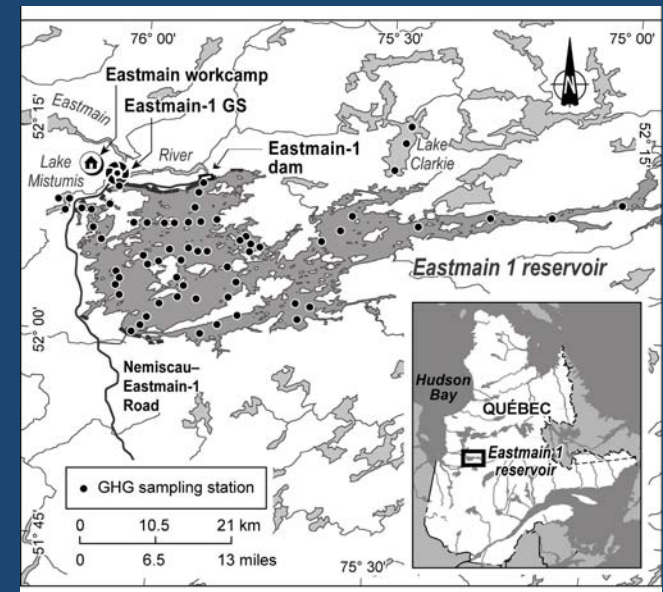 76° 00'
75° 30'
75° 00'
Eastmain workcamp
Eastmain-1 GS
Eastmain
River
Eastmain-1
dam
52° 15'
52° 15'
Lake
Mistumis
Lake
Clarkie
N
Eastmain 1 reservoir
52° 00'
Nemiscau–
Eastmain-1
Road
Hudson
Bay
QUÉBEC
Eastmain 1
reservoir
GHG sampling station
0 10.5 21 km
0 6.5 13 miles
51° 45'
75° 30'